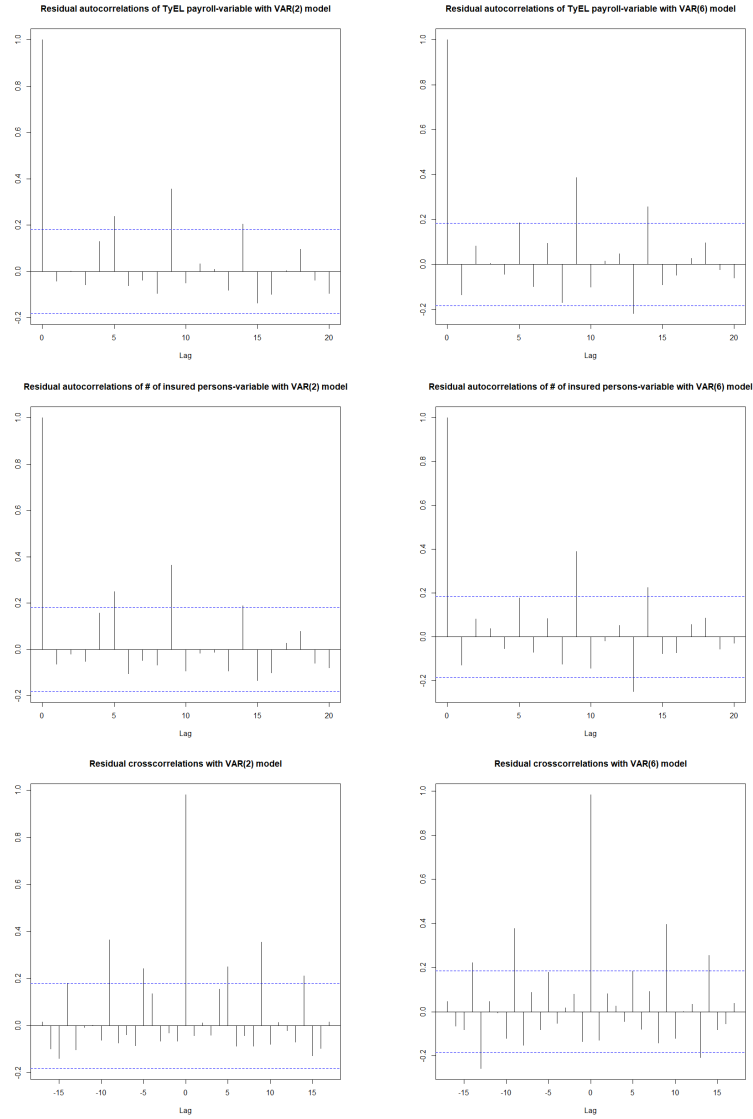 Residual autocorrelations of TyEL payroll-variable with VAR(2) model
1.0
0.8
0.6
0.4
0.2
0.0
-0.2
0 5 10 15 20
Lag
Residual autocorrelations of TyEL payroll-variable with VAR(6) model
1.0
0.8
0.6
0.4
0.2
0.0
-0.2
0 5 10 15 20
Lag
Residual autocorrelations of # of insured persons-variable with VAR(2) model
1.0
0.8
0.6
0.4
0.2
0.0
-0.2
0 5 10 15 20
Lag
Residual autocorrelations of # of insured persons-variable with VAR(6) model
1.0
0.8
0.6
0.4
0.2
0.0
-0.2
0 5 10 15 20
Lag
Residual crosscorrelations with VAR(2) model
1.0
0.8
0.6
0.4
0.2
0.0
-0.2
-15 -10 -5 0 5 10 15
Lag
Residual crosscorrelations with VAR(6) model
1.0
0.8
0.6
0.4
0.2
0.0
-0.2
-15 -10 -5 0 5 10 15
Lag